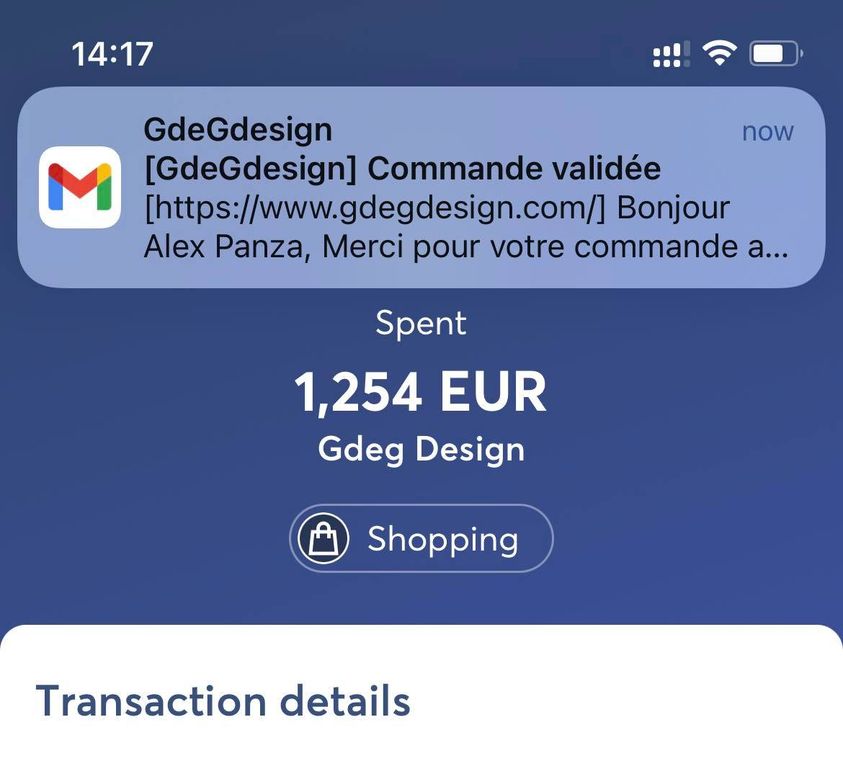 14:17
GdeGdesign
now
[GdeGdesign] Commande validée
[https://www.gdegdesign.com/] Bonjour
Alex Panza, Merci pour votre commande a...
Spent
1,254 EUR
Gdeg Design
Shopping
Transaction details